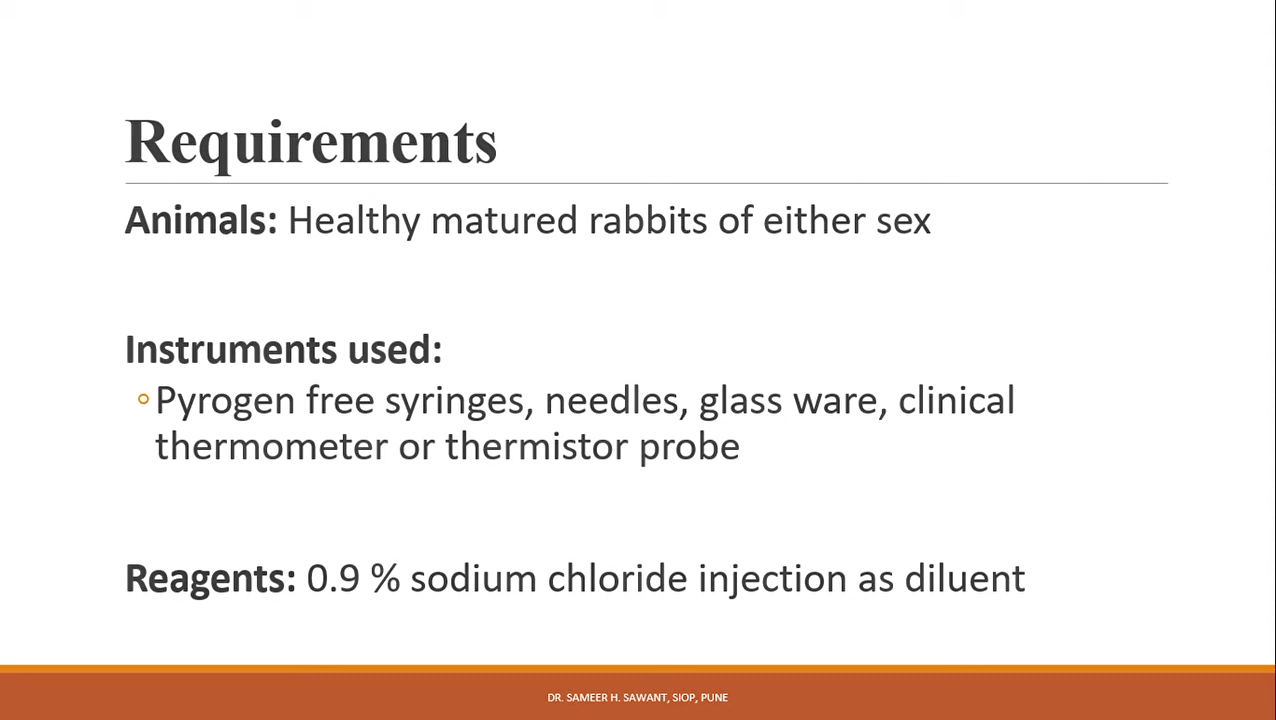 Requirements
Animals: Healthy matured rabbits of either sex
Instruments used:
◦Pyrogen free syringes, needles, glass ware, clinical
thermometer or thermistor probe
Reagents: 0.9 % sodium chloride injection as diluent
DR. SAMEER H. SAWANT, SIOP, PUNE